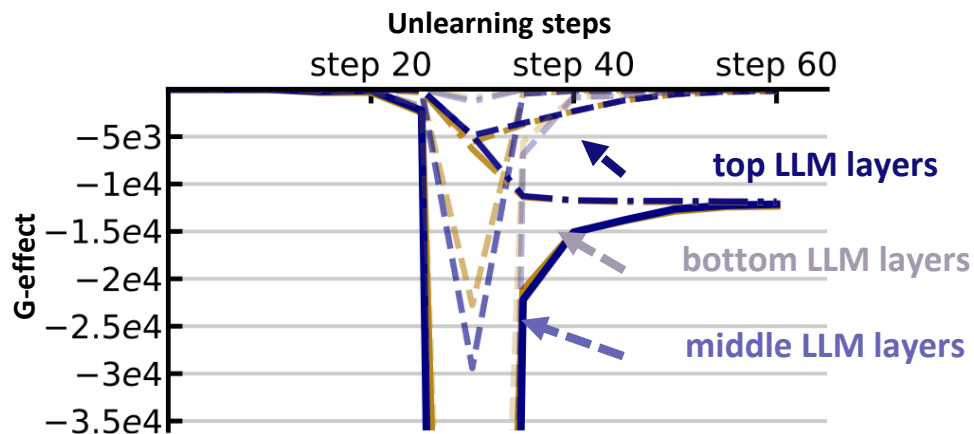 Unlearning steps
step 20 step 40 step 60
G-effect
−5e3
−1e4
−1.5e4
−2e4
−2.5e4
−3e4
−3.5e4
top LLM layers
bottom LLM layers
middle LLM layers